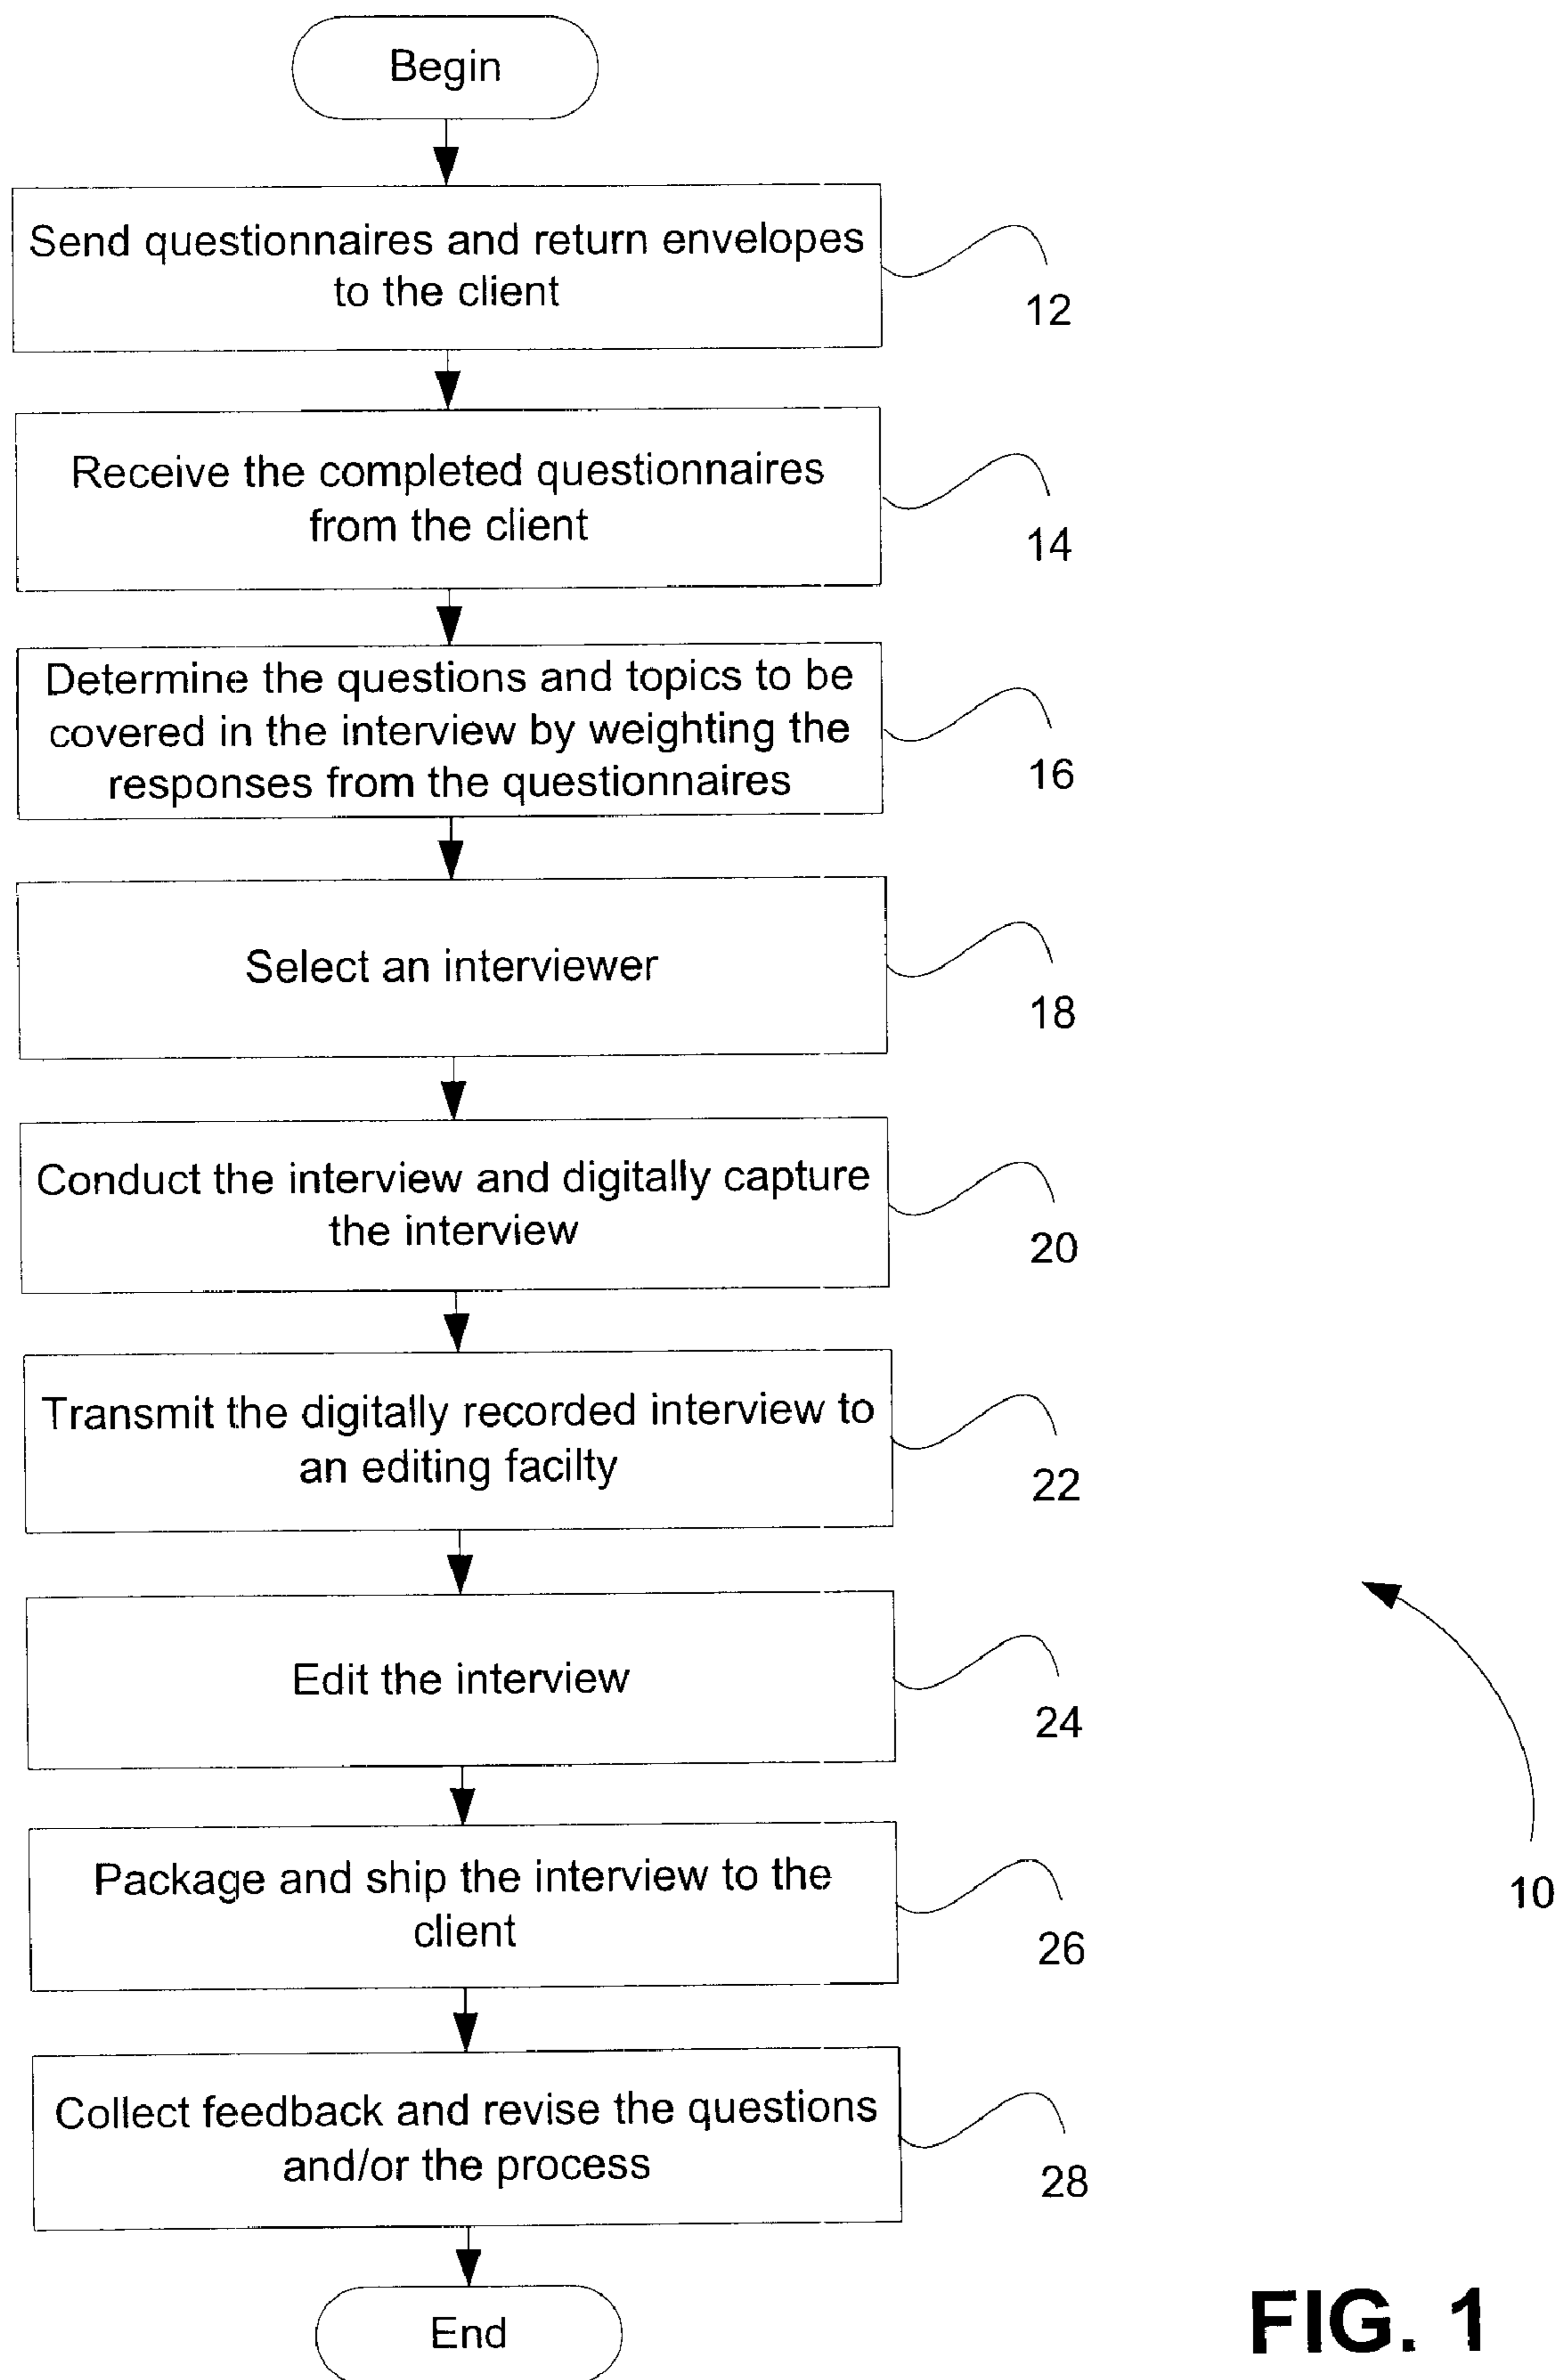 Begin
Send questionnaires and return envelopes
to the client
12
Receive the completed questionnaires
from the client
14
Determine the questions and topics to be
covered in the interview by weighting the
responses from the questionnaires
16
Select an interviewer
18
Conduct the interview and digitally capture
the interview
20
Transmit the digitally recorded interview to
an editing facilty
22
Edit the interview
24
Package and ship the interview to the
client
26
10
Collect feedback and revise the questions
and/or the process
28
End
FIG. 1